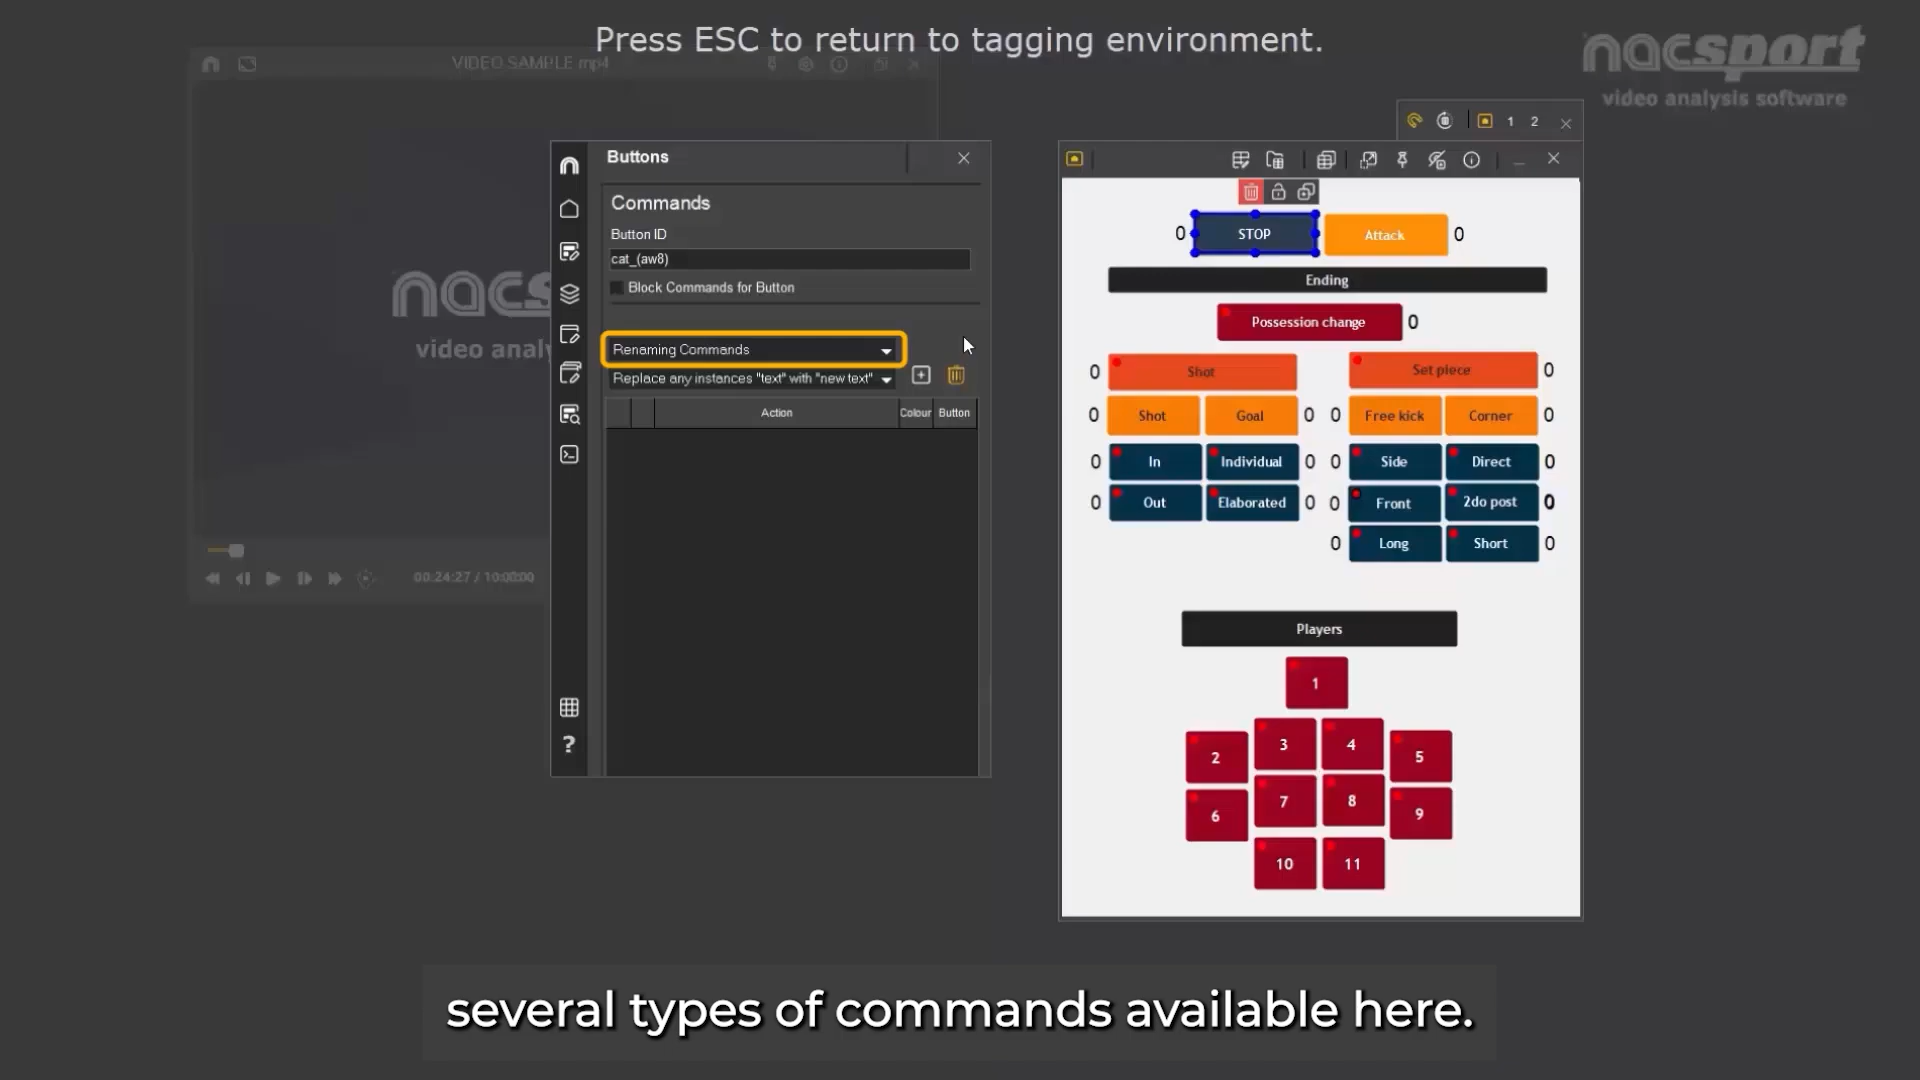 Press ESC to return to tagging environment.
nacsport
video analysis software
VIDEO SAMPLE mp4
1 2
Buttons
Commands
Button ID
cat_(aw8)
Block Commands for Button
Renaming Commands
Replace any instances "text" with "new text"
Action Colour Button
nacs
video analy
00:24:27 / 10:00:00
?
0 STOP Attack 0
Ending
Possession change 0
0 Shot Set piece 0
0 Shot Goal 0 0 Free kick Corner 0
0 In Individual 0 0 Side Direct 0
0 Out Elaborated 0 0 Front 2do post 0
0 Long Short 0
Players
1
2 3 4 5
6 7 8 9
10 11
several types of commands available here.